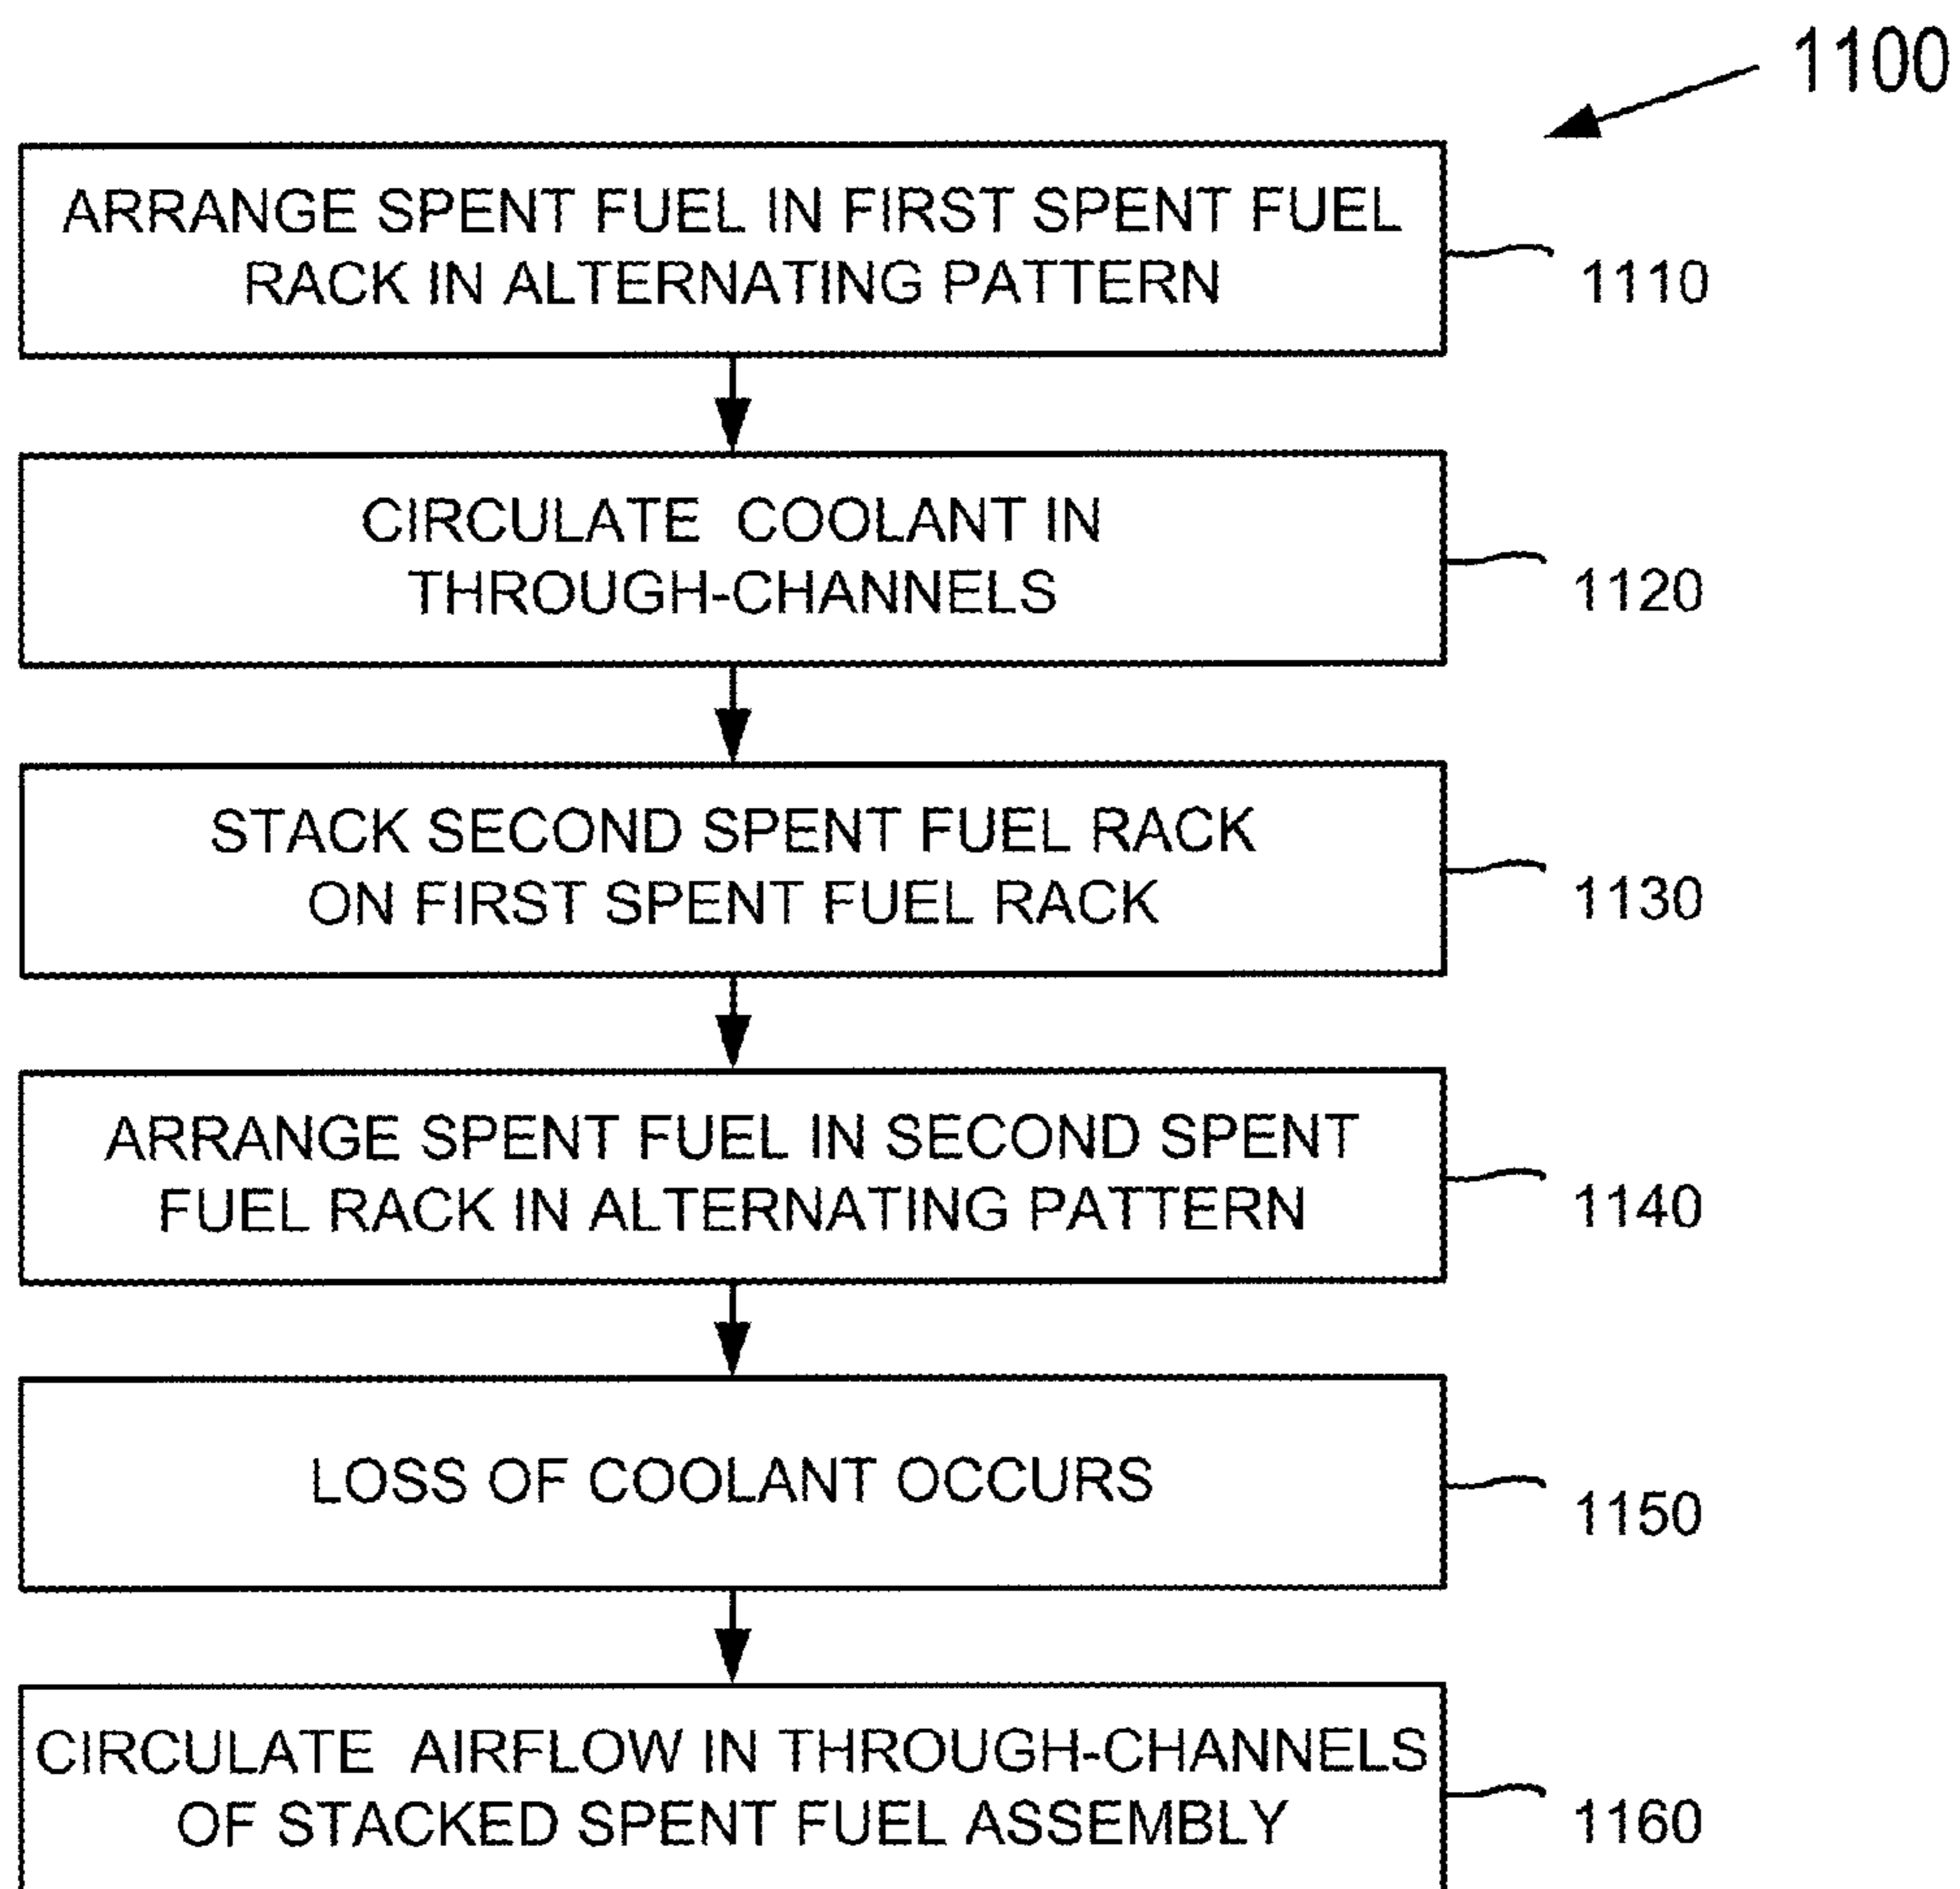 1100
ARRANGE SPENT FUEL IN FIRST SPENT FUEL
RACK IN ALTERNATING PATTERN
1110
CIRCULATE COOLANT IN
THROUGH-CHANNELS
1120
STACK SECOND SPENT FUEL RACK
ON FIRST SPENT FUEL RACK
1130
ARRANGE SPENT FUEL IN SECOND SPENT
FUEL RACK IN ALTERNATING PATTERN
1140
LOSS OF COOLANT OCCURS
1150
CIRCULATE AIRFLOW IN THROUGH-CHANNELS
OF STACKED SPENT FUEL ASSEMBLY
1160